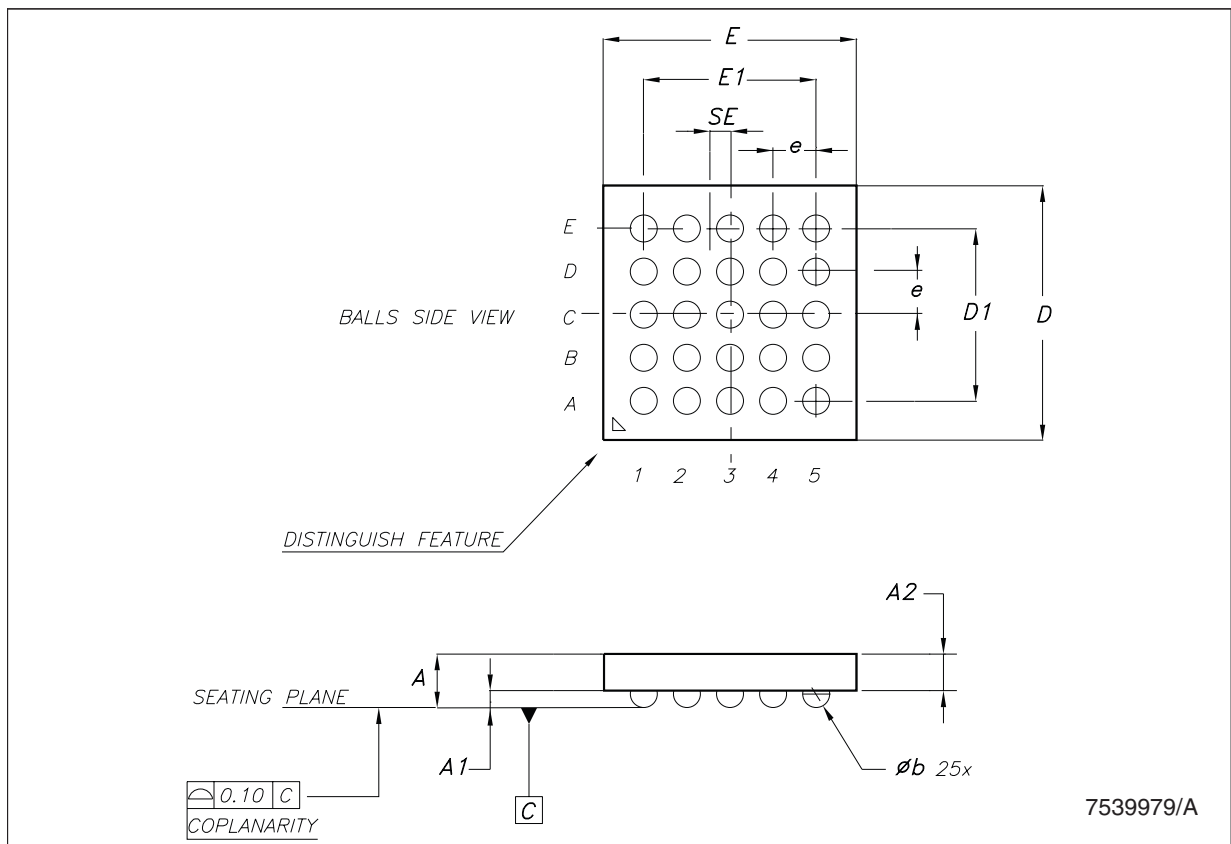 E
E1
SE
e
E
D
BALLS SIDE VIEW C
B
A
e
D1
D
1 2 3 4 5
DISTINGUISH FEATURE
A2
A
SEATING PLANE
A1
øb 25x
0.10 C
COPLANARITY
C
7539979/A